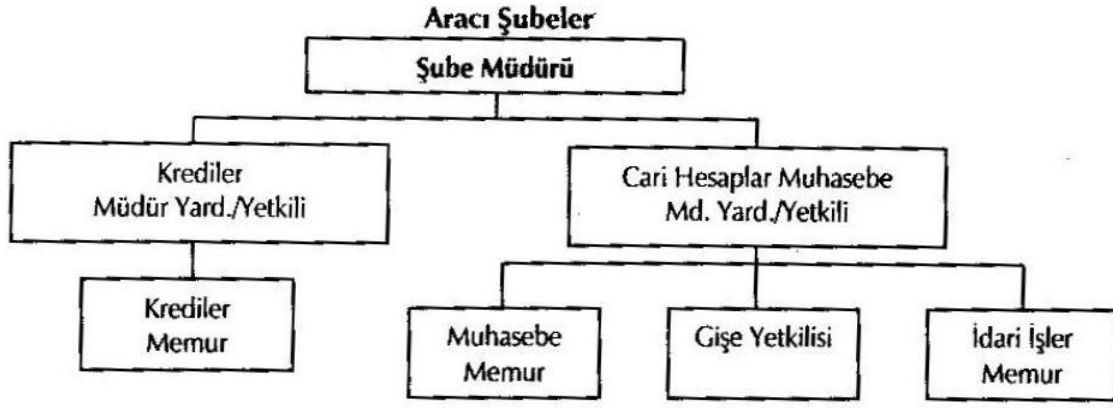 Aracı Şubeler
Şube Müdürü
Krediler
Müdür Yard./Yetkili
Cari Hesaplar Muhasebe
Md. Yard./Yetkili
Krediler
Memur
Muhasebe
Memur
Gişe Yetkilisi
İdari İşler
Memur